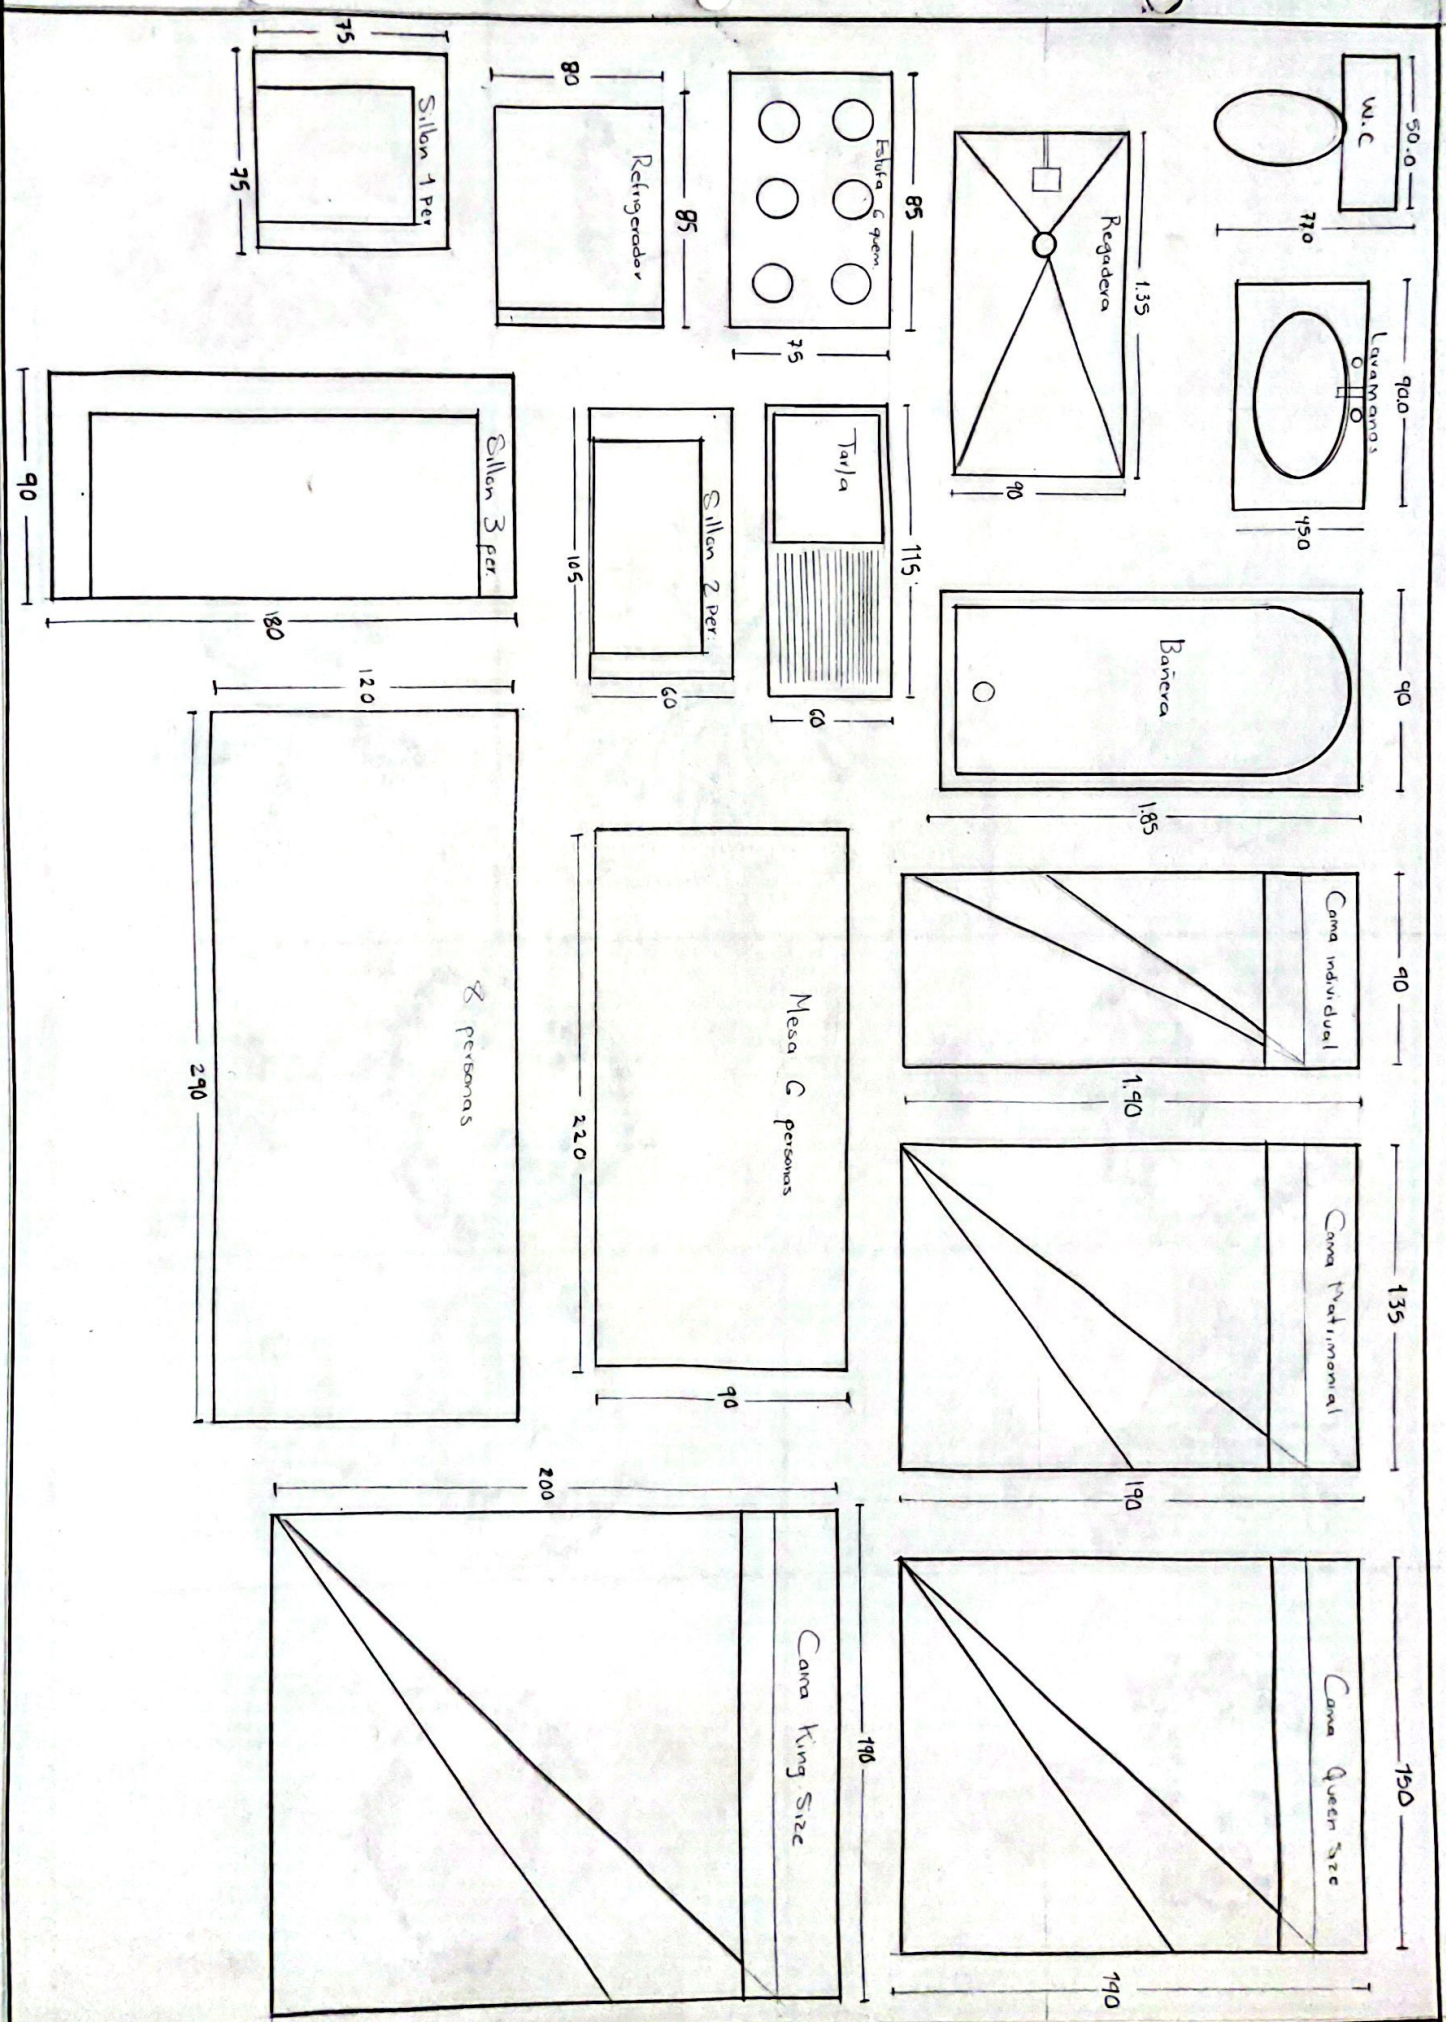 50.0
W.C
77.0
90.0
Lavamanos
450
90
Bañera
1.85
90
Cama individual
1.90
135
Cama Matrimonial
190
150
Cama Queen Size
190
1.35
Regadera
90
85
Estufa 6 quem.
75
115
Tarja
60
80
85
Refrigerador
Sillon 2 per.
105
60
Mesa 6 personas
220
90
75
Sillon 1 Per
75
Sillon 3 per.
90
180
120
8 personas
290
200
190
Cama King Size